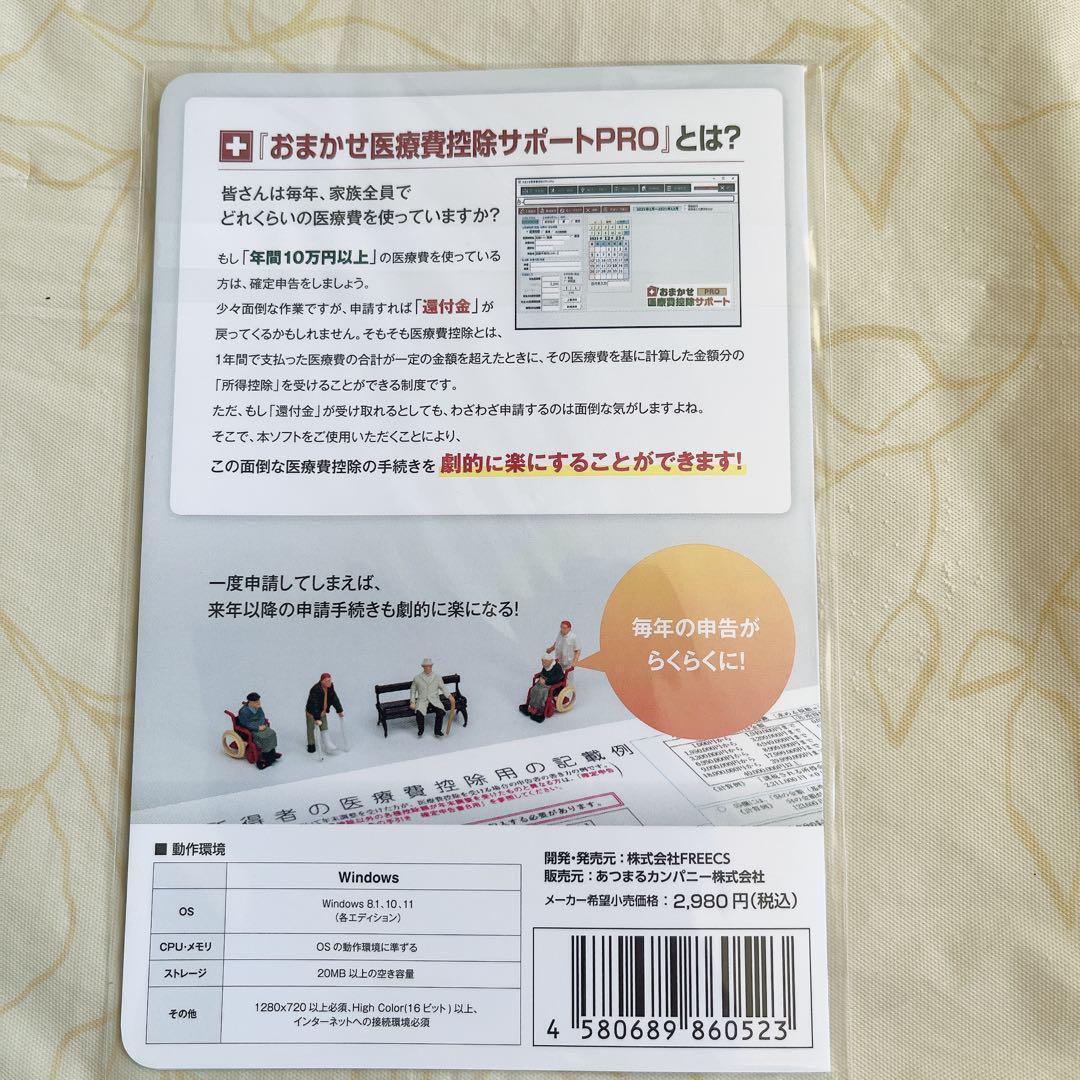 『おまかせ医療費控除サポートPRO』とは?
皆さんは毎年、家族全員で
どれくらいの医療費を使っていますか?
もし「年間10万円以上」の医療費を使っている
方は、確定申告をしましょう。
少々面倒な作業ですが、申請すれば「還付金」が
戻ってくるかもしれません。そもそも医療費控除とは、
1年間で支払った医療費の合計が一定の金額を超えたときに、その医療費を基に計算した金額分の
「所得控除」を受けることができる制度です。
ただ、もし「還付金」が受け取れるとしても、わざわざ申請するのは面倒な気がしますよね。
そこで、本ソフトをご使用いただくことにより、
この面倒な医療費控除の手続きを 劇的に楽にすることができます!
おまかせ PRO
医療費控除サポート
一度申請してしまえば、
来年以降の申請手続きも劇的に楽になる!
毎年の申告が
らくらくに!
得者の医療費控除用の記載例
■ 動作環境
Windows
OS
Windows 8.1、10、11
(各エディション)
CPU・メモリ
OSの動作環境に準ずる
ストレージ
20MB以上の空き容量
その他
1280x720以上必須、High Color(16ビット)以上、
インターネットへの接続環境必須
開発・発売元:株式会社FREECS
販売元:あつまるカンパニー株式会社
メーカー希望小売価格:2,980円(税込)
4 580689 860523